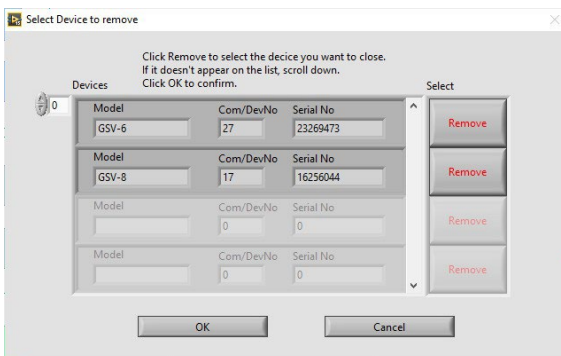 Select Device to remove
Click Remove to select the decice you want to close.
If it doesn't appear on the list, scroll down.
Click OK to confirm.
Devices
Select
0
Model Com/DevNo Serial No
GSV-6 27 23269473
Remove
Model Com/DevNo Serial No
GSV-8 17 16256044
Remove
Model Com/DevNo Serial No
0 0
Remove
Model Com/DevNo Serial No
0 0
Remove
OK Cancel